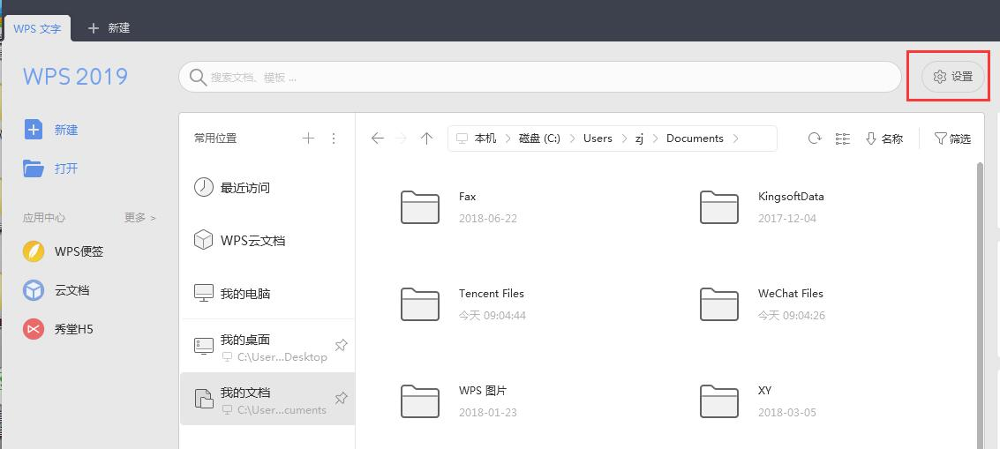 WPS 文字
新建
WPS 2019
搜索文档、模板 ...
设置
新建
打开
应用中心
更多 >
WPS便签
云文档
秀堂H5
常用位置
最近访问
WPS云文档
我的电脑
我的桌面
C:\User...Desktop
我的文档
C:\User...cuments
本机 磁盘 (C:) Users zj Documents
名称
筛选
Fax
2018-06-22
KingsoftData
2017-12-04
Tencent Files
今天 09:04:44
WeChat Files
今天 09:04:26
WPS 图片
2018-01-23
XY
2018-03-05